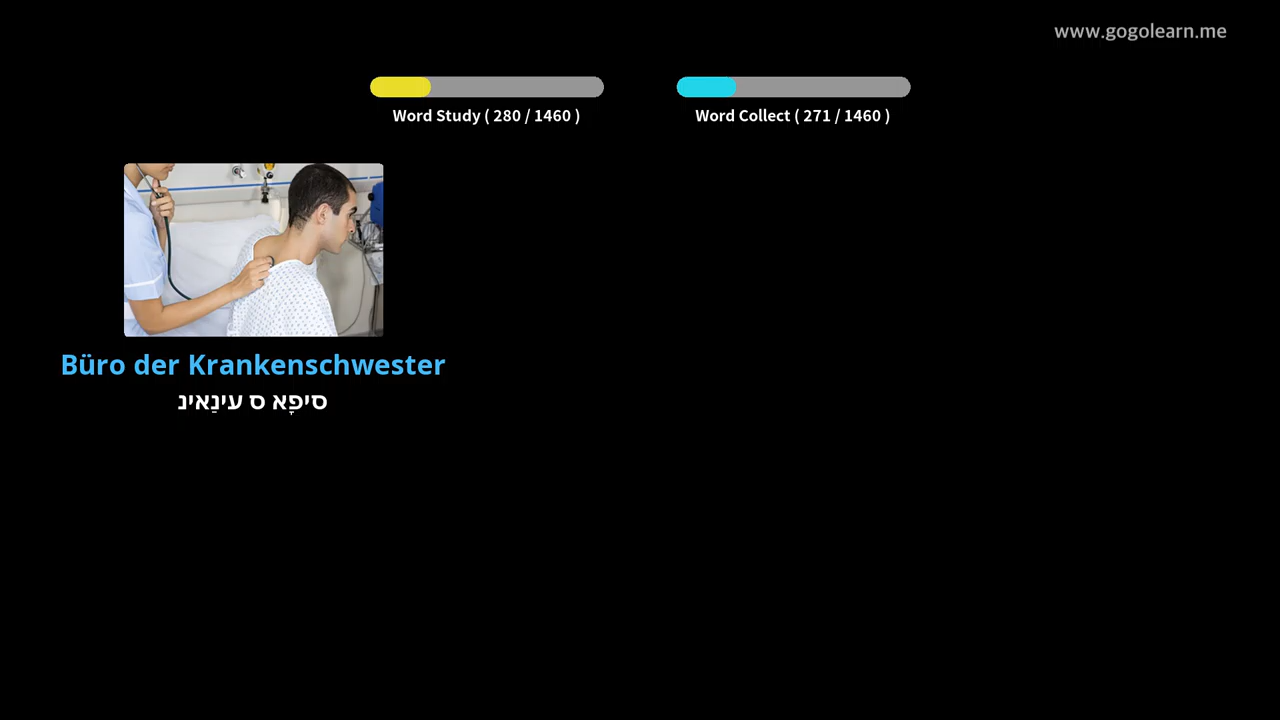 www.gogolearn.me
Word Study ( 280 / 1460 )
Word Collect ( 271 / 1460 )
Büro der Krankenschwester
סיפָא ס עינַאינ